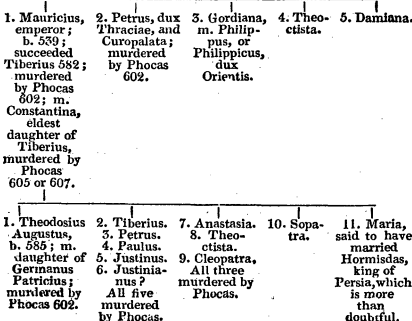 1. Mauricius,
emperor;
b. 539;
succeeded
Tiberius 582;
murdered
by Phocas
602; m.
Constantina,
eldest
daughter of
Tiberius,
murdered by
Phocas
605 or 607.
2. Petrus, dux
Thraciae, and
Curopalata;
murdered
by Phocas
602.
3. Gordiana,
m. Philip-
pus, or
Philippicus,
dux
Orientis.
4. Theo-
ctista.
5. Damiana.
1. Theodosius
Augustus,
b. 585; m.
daughter of
Germanus
Patricius;
murdered by
Phocas 602.
2. Tiberius.
3. Petrus.
4. Paulus.
5. Justinus.
6. Justinia-
nus?
All five
murdered
by Phocas.
7. Anastasia.
8. Theo-
ctista.
9. Cleopatra,
All three
murdered by
Phocas.
10. Sopa-
tra.
11. Maria,
said to have
married
Hormisdas,
king of
Persia, which
is more
than
doubtful.